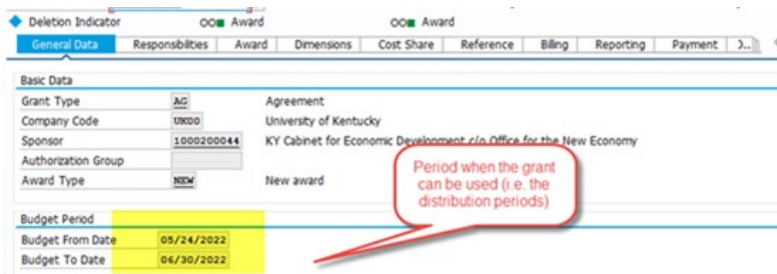 Deletion Indicator Award Award
General Data Responsbilities Award Dimensions Cost Share Reference Billing Reporting Payment
Basic Data
Grant Type AG Agreement
Company Code UK00 University of Kentucky
Sponsor 1000200044 KY Cabinet for Economic Development c/o Office for the New Economy
Authorization Group
Award Type NEW New award
Period when the grant
can be used (i.e. the
distribution periods)
Budget Period
Budget From Date 05/24/2022
Budget To Date 06/30/2022